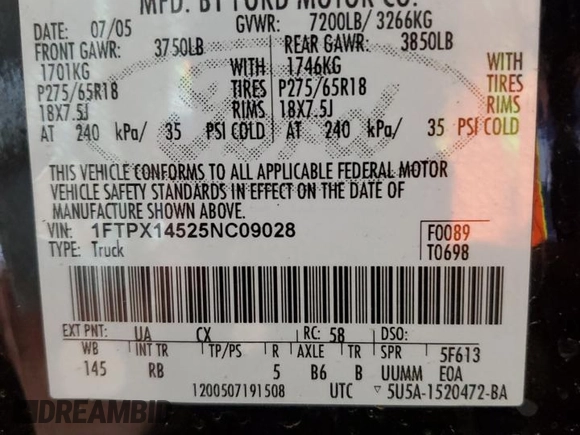 MFD. BY FORD MOTOR CO.
DATE: 07/05 GVWR: 7200LB/ 3266KG
FRONT GAWR: 3750LB REAR GAWR: 3850LB
1701KG WITH 1746KG WITH
P275/65R18 TIRES P275/65R18 TIRES
18X7.5J RIMS 18X7.5J RIMS
AT 240 kPa/ 35 PSI COLD AT 240 kPa/ 35 PSI COLD
THIS VEHICLE CONFORMS TO ALL APPLICABLE FEDERAL MOTOR
VEHICLE SAFETY STANDARDS IN EFFECT ON THE DATE OF
MANUFACTURE SHOWN ABOVE.
VIN: 1FTPX14525NC09028 F0089
TYPE: Truck T0698
EXT PNT: UA CX RC: 58 DSO:
WB INT TR TP/PS R AXLE TR SPR 5F613
145 RB 5 B6 B UUMM EOA
1200507191508 UTC 5U5A-1520472-BA
DREAMBID